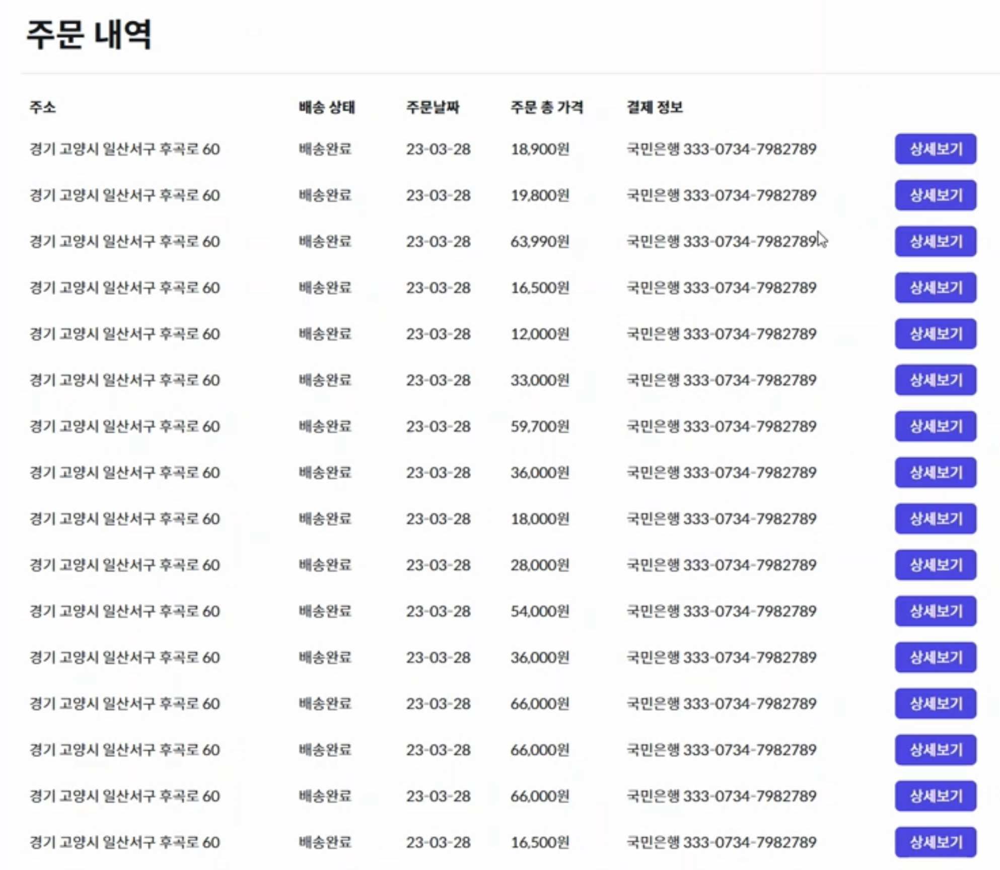 주문 내역
주소 배송 상태 주문날짜 주문 총 가격 결제 정보
경기 고양시 일산서구 후곡로 60 배송완료 23-03-28 18,900원 국민은행 333-0734-7982789 상세보기
경기 고양시 일산서구 후곡로 60 배송완료 23-03-28 19,800원 국민은행 333-0734-7982789 상세보기
경기 고양시 일산서구 후곡로 60 배송완료 23-03-28 63,990원 국민은행 333-0734-7982789 상세보기
경기 고양시 일산서구 후곡로 60 배송완료 23-03-28 16,500원 국민은행 333-0734-7982789 상세보기
경기 고양시 일산서구 후곡로 60 배송완료 23-03-28 12,000원 국민은행 333-0734-7982789 상세보기
경기 고양시 일산서구 후곡로 60 배송완료 23-03-28 33,000원 국민은행 333-0734-7982789 상세보기
경기 고양시 일산서구 후곡로 60 배송완료 23-03-28 59,700원 국민은행 333-0734-7982789 상세보기
경기 고양시 일산서구 후곡로 60 배송완료 23-03-28 36,000원 국민은행 333-0734-7982789 상세보기
경기 고양시 일산서구 후곡로 60 배송완료 23-03-28 18,000원 국민은행 333-0734-7982789 상세보기
경기 고양시 일산서구 후곡로 60 배송완료 23-03-28 28,000원 국민은행 333-0734-7982789 상세보기
경기 고양시 일산서구 후곡로 60 배송완료 23-03-28 54,000원 국민은행 333-0734-7982789 상세보기
경기 고양시 일산서구 후곡로 60 배송완료 23-03-28 36,000원 국민은행 333-0734-7982789 상세보기
경기 고양시 일산서구 후곡로 60 배송완료 23-03-28 66,000원 국민은행 333-0734-7982789 상세보기
경기 고양시 일산서구 후곡로 60 배송완료 23-03-28 66,000원 국민은행 333-0734-7982789 상세보기
경기 고양시 일산서구 후곡로 60 배송완료 23-03-28 66,000원 국민은행 333-0734-7982789 상세보기
경기 고양시 일산서구 후곡로 60 배송완료 23-03-28 16,500원 국민은행 333-0734-7982789 상세보기